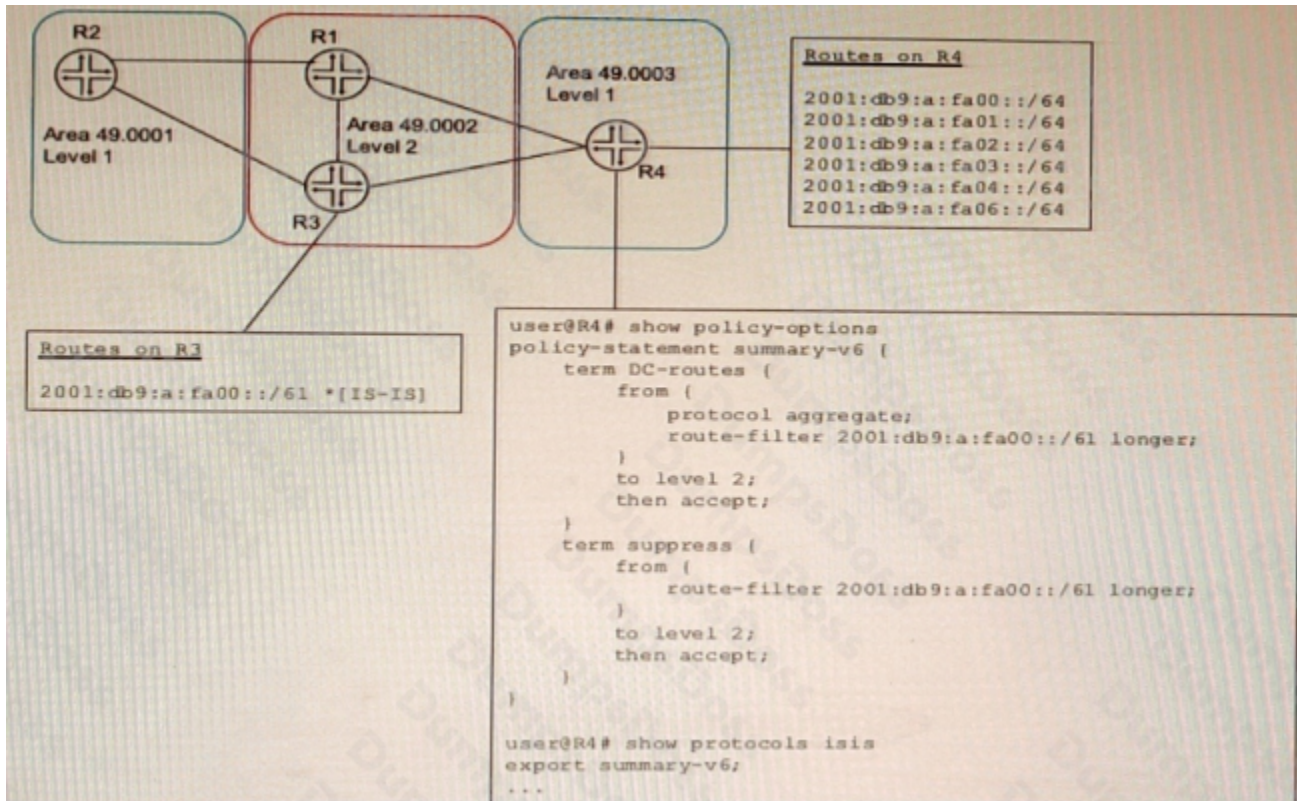 R2
R1
Area 49.0003
Level 1
Routes on R4
2001:db9:a:fa00::/64
2001:db9:a:fa01::/64
2001:db9:a:fa02::/64
2001:db9:a:fa03::/64
2001:db9:a:fa04::/64
2001:db9:a:fa06::/64
Area 49.0001
Level 1
Area 49.0002
Level 2
R4
R3
Routes on R3
2001:db9:a:fa00::/61 *[IS-IS]
user@R4# show policy-options
policy-statement summary-v6 {
term DC-routes {
from {
protocol aggregate;
route-filter 2001:db9:a:fa00::/61 longer;
}
to level 2;
then accept;
}
term suppress {
from {
route-filter 2001:db9:a:fa00::/61 longer;
}
to level 2;
then accept;
}
}
user@R4# show protocols isis
export summary-v6;
...
DumpsBoss